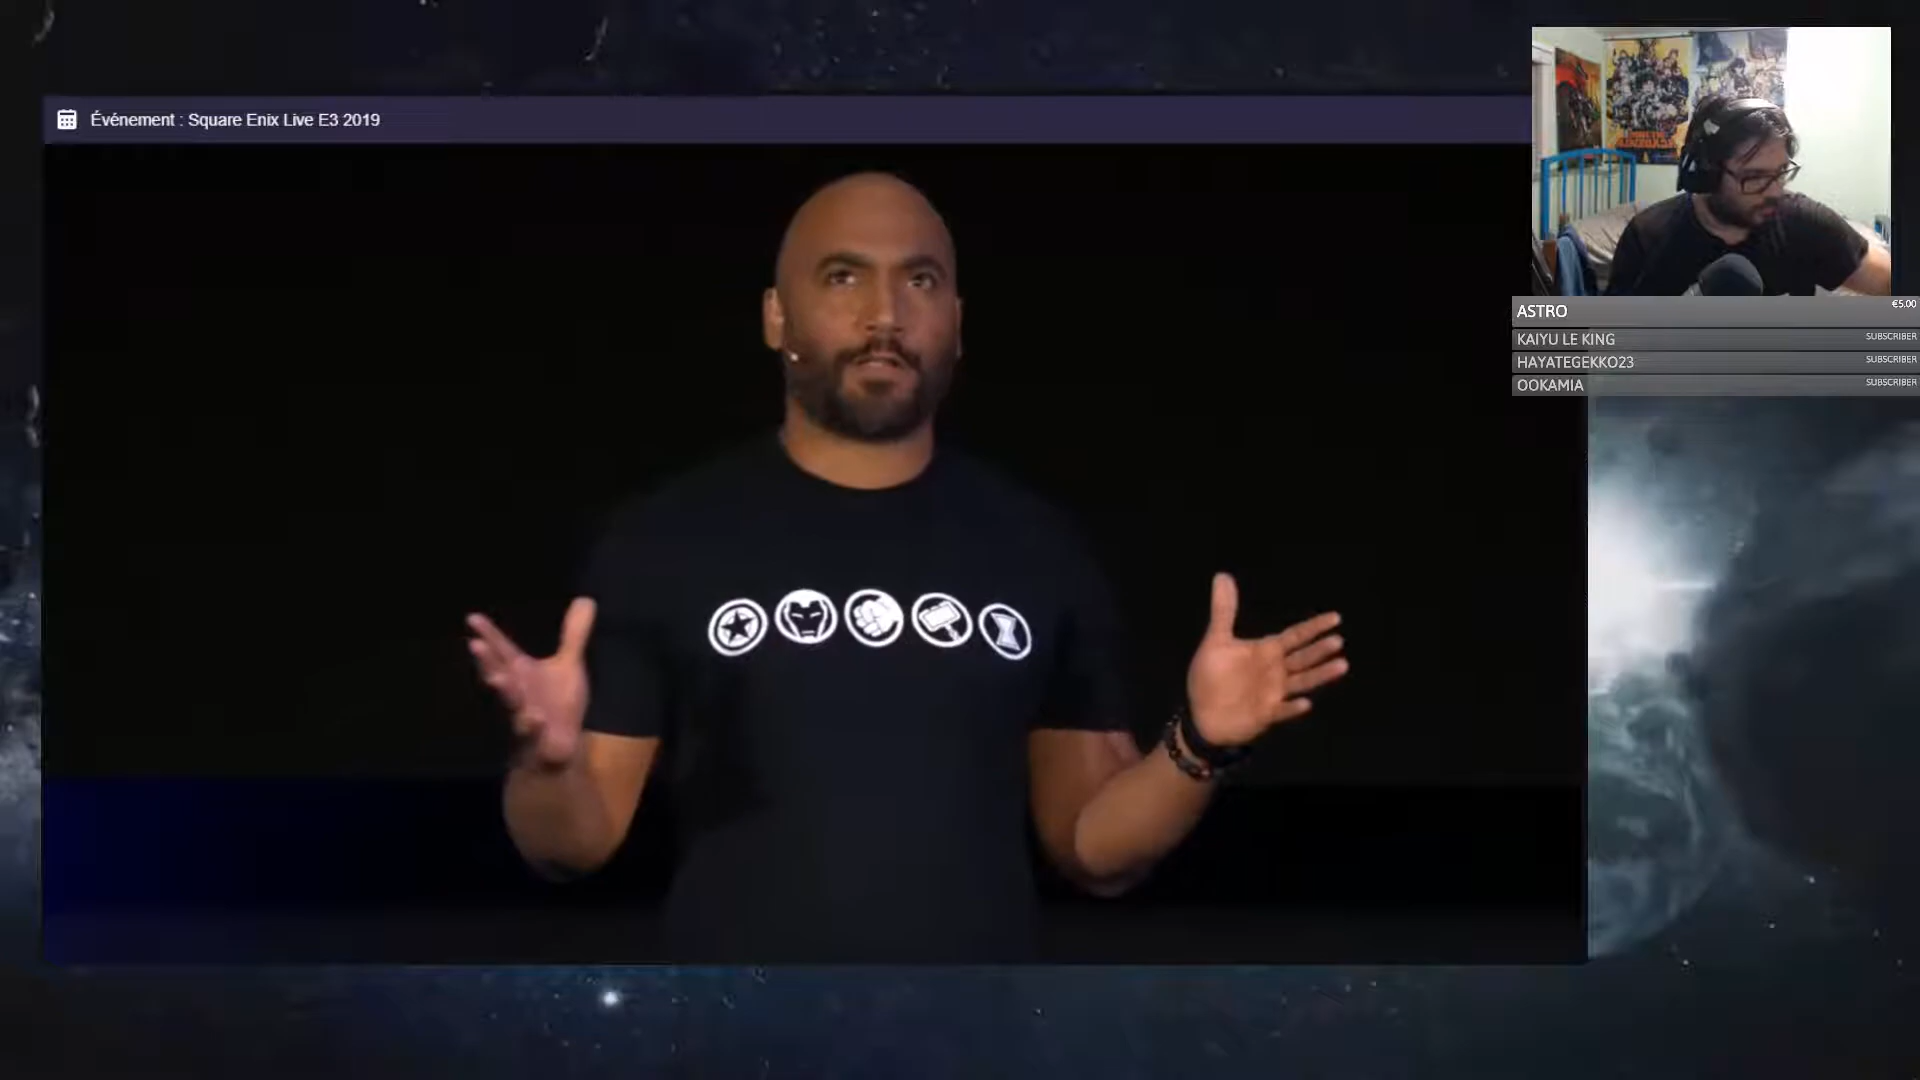 Événement : Square Enix Live E3 2019
ASTRO €5.00
KAIYU LE KING SUBSCRIBER
HAYATEGEKKO23 SUBSCRIBER
OOKAMIA SUBSCRIBER